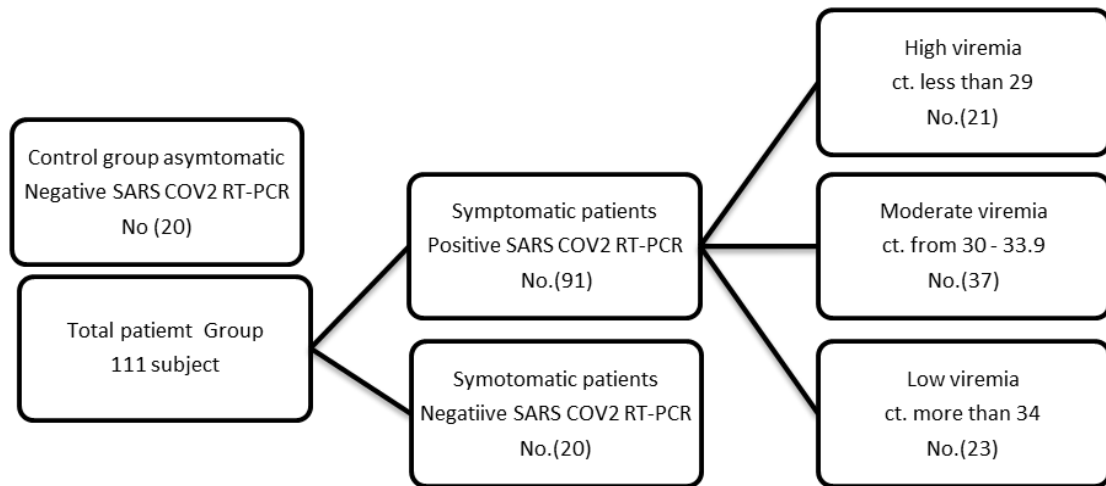 Control group asymtomatic
Negative SARS COV2 RT-PCR
No (20)
Total patiemt Group
111 subject
Symptomatic patients
Positive SARS COV2 RT-PCR
No.(91)
Symotomatic patients
Negatiive SARS COV2 RT-PCR
No.(20)
High viremia
ct. less than 29
No.(21)
Moderate viremia
ct. from 30 - 33.9
No.(37)
Low viremia
ct. more than 34
No.(23)